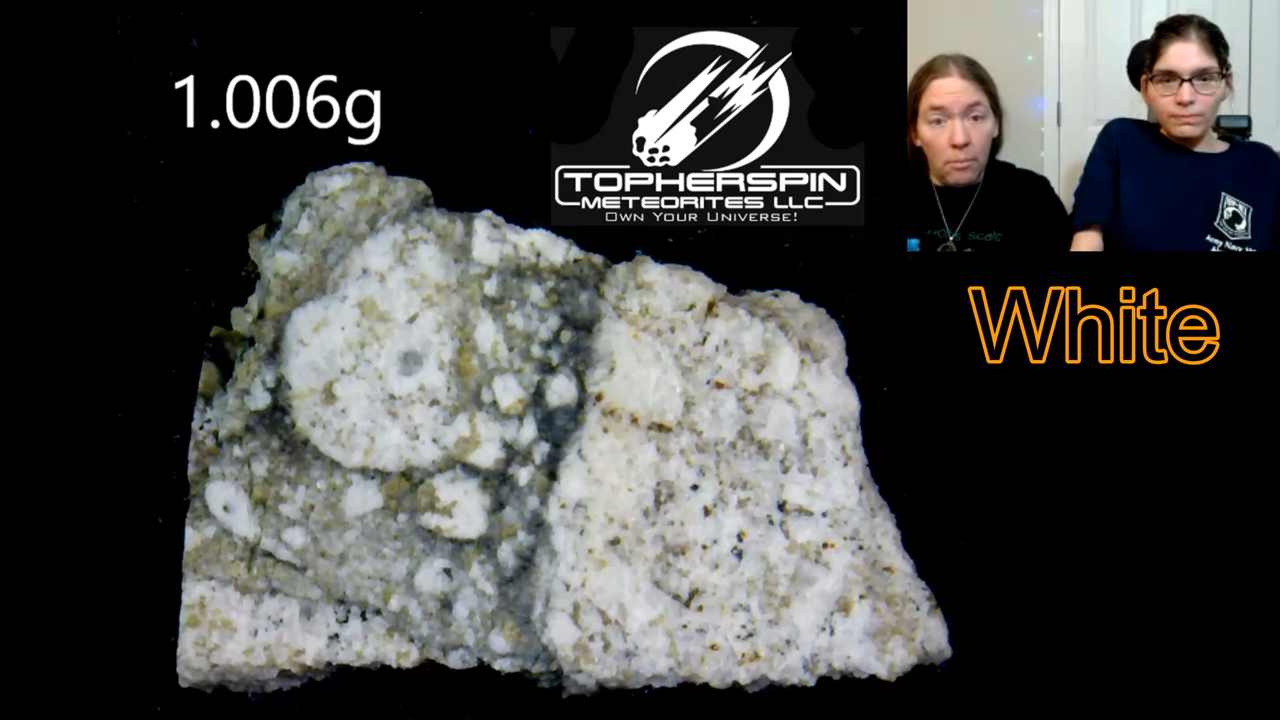 1.006g
TOPHERSPIN
METEORITES LLC
OWN YOUR UNIVERSE!
White